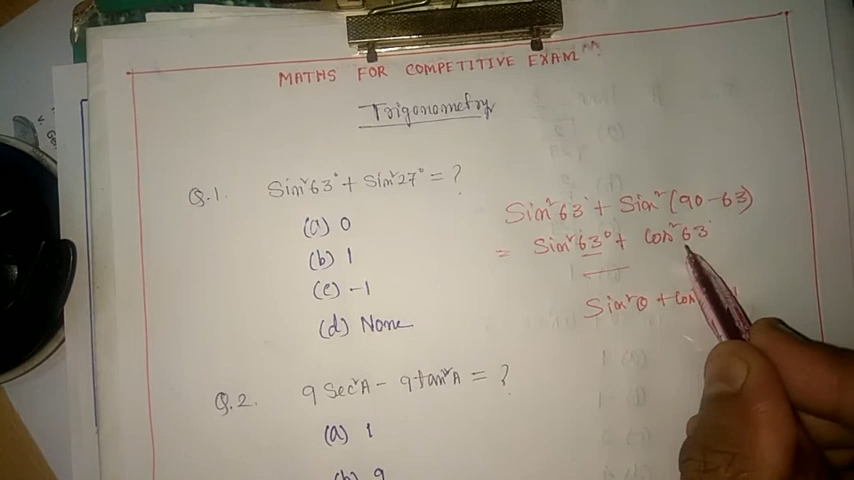 MATHS FOR COMPETITIVE EXAM
Trigonometry
Q.1. Sin²63° + Sin²27° = ?
(a) 0
(b) 1
(c) -1
(d) None
Sin²63° + Sin²(90-63)
= Sin²63° + Cos²63°
Sin²θ + Cos
Q.2. 9 Sec²A - 9 tan²A = ?
(a) 1
(b) 9